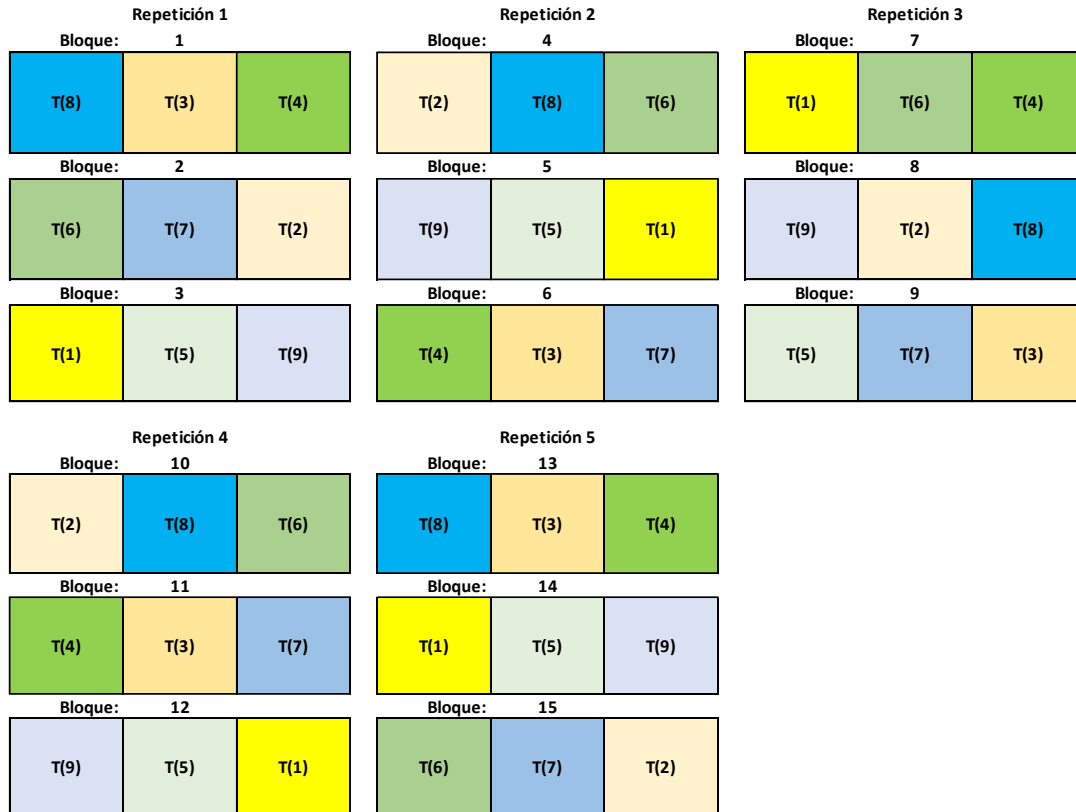 Repetición 1 Repetición 2 Repetición 3
Bloque: 1 Bloque: 4 Bloque: 7
T(8) T(3) T(4) T(2) T(8) T(6) T(1) T(6) T(4)
Bloque: 2 Bloque: 5 Bloque: 8
T(6) T(7) T(2) T(9) T(5) T(1) T(9) T(2) T(8)
Bloque: 3 Bloque: 6 Bloque: 9
T(1) T(5) T(9) T(4) T(3) T(7) T(5) T(7) T(3)
Repetición 4 Repetición 5
Bloque: 10 Bloque: 13
T(2) T(8) T(6) T(8) T(3) T(4)
Bloque: 11 Bloque: 14
T(4) T(3) T(7) T(1) T(5) T(9)
Bloque: 12 Bloque: 15
T(9) T(5) T(1) T(6) T(7) T(2)